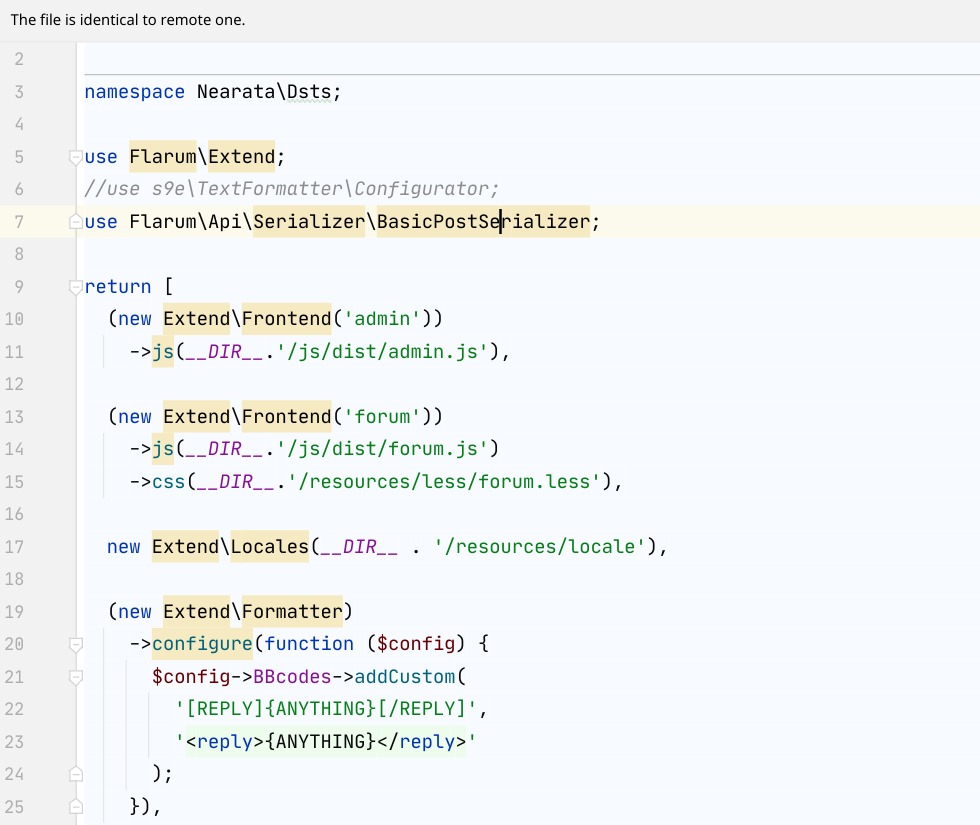 The file is identical to remote one.
2
3 namespace Nearata\Dsts;
4
5 use Flarum\Extend;
6 //use s9e\TextFormatter\Configurator;
7 use Flarum\Api\Serializer\BasicPostSerializer;
8
9 return [
10 (new Extend\Frontend('admin'))
11 ->js(__DIR__.'/js/dist/admin.js'),
12
13 (new Extend\Frontend('forum'))
14 ->js(__DIR__.'/js/dist/forum.js')
15 ->css(__DIR__.'/resources/less/forum.less'),
16
17 new Extend\Locales(__DIR__ . '/resources/locale'),
18
19 (new Extend\Formatter)
20 ->configure(function ($config) {
21 $config->BBcodes->addCustom(
22 '[REPLY]{ANYTHING}[/REPLY]',
23 '<reply>{ANYTHING}</reply>'
24 );
25 }),